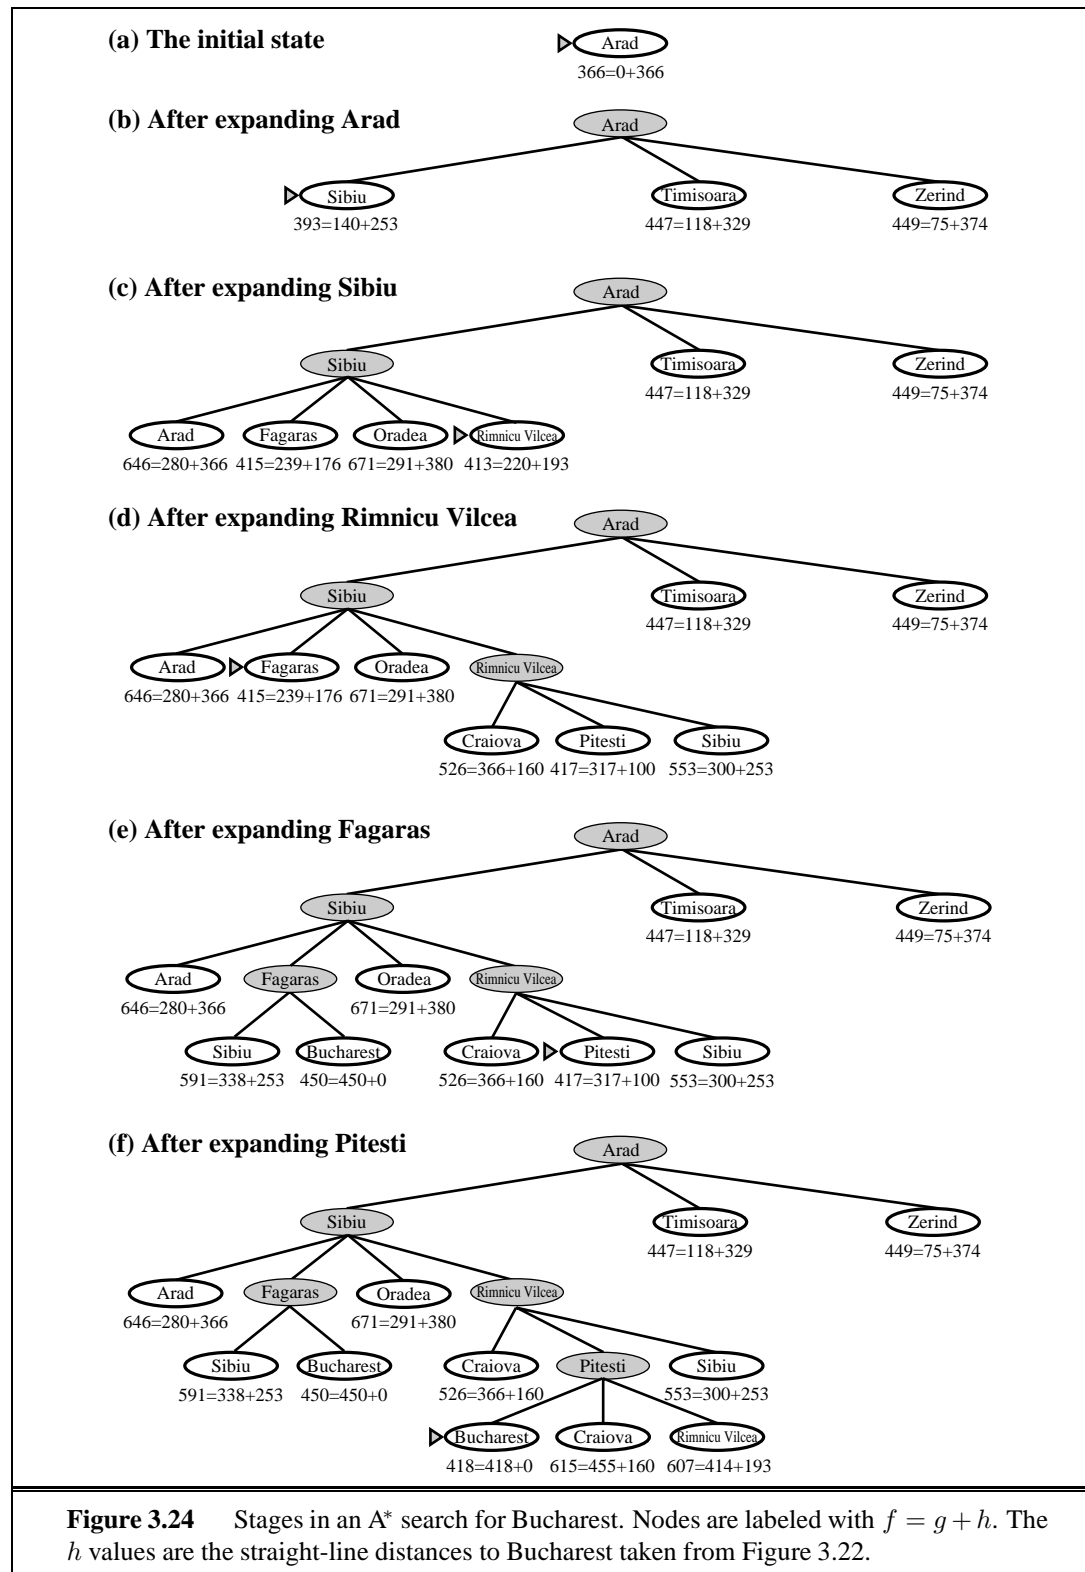 (a) The initial state
Arad
366=0+366
(b) After expanding Arad
Arad
Sibiu Timisoara Zerind
393=140+253 447=118+329 449=75+374
(c) After expanding Sibiu
Arad
Sibiu Timisoara Zerind
447=118+329 449=75+374
Arad Fagaras Oradea Rimnicu Vilcea
646=280+366 415=239+176 671=291+380 413=220+193
(d) After expanding Rimnicu Vilcea
Arad
Sibiu Timisoara Zerind
447=118+329 449=75+374
Arad Fagaras Oradea Rimnicu Vilcea
646=280+366 415=239+176 671=291+380
Craiova Pitesti Sibiu
526=366+160 417=317+100 553=300+253
(e) After expanding Fagaras
Arad
Sibiu Timisoara Zerind
447=118+329 449=75+374
Arad Fagaras Oradea Rimnicu Vilcea
646=280+366 671=291+380
Sibiu Bucharest Craiova Pitesti Sibiu
591=338+253 450=450+0 526=366+160 417=317+100 553=300+253
(f) After expanding Pitesti
Arad
Sibiu Timisoara Zerind
447=118+329 449=75+374
Arad Fagaras Oradea Rimnicu Vilcea
646=280+366 671=291+380
Sibiu Bucharest Craiova Pitesti Sibiu
591=338+253 450=450+0 526=366+160 553=300+253
Bucharest Craiova Rimnicu Vilcea
418=418+0 615=455+160 607=414+193
Figure 3.24 Stages in an A* search for Bucharest. Nodes are labeled with f = g + h. The
h values are the straight-line distances to Bucharest taken from Figure 3.22.